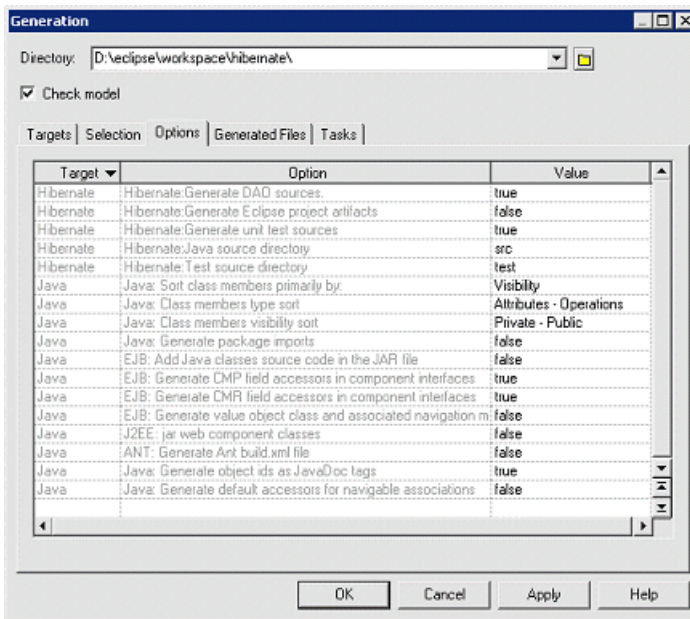 Generation
Directory: D:\eclipse\workspace\hibernate\
Check model
Targets Selection Options Generated Files Tasks
Target Option Value
Hibernate Hibernate:Generate DAO sources. true
Hibernate Hibernate:Generate Eclipse project artifacts false
Hibernate Hibernate:Generate unit test sources true
Hibernate Hibernate:Java source directory src
Hibernate Hibernate:Test source directory test
Java Java: Sort class members primarily by: Visibility
Java Java: Class members type sort Attributes - Operations
Java Java: Class members visibility sort Private - Public
Java Java: Generate package imports false
Java EJB: Add Java classes source code in the JAR file false
Java EJB: Generate CMP field accessors in component interfaces true
Java EJB: Generate CMR field accessors in component interfaces true
Java EJB: Generate value object class and associated navigation m false
Java J2EE: jar web component classes false
Java ANT: Generate Ant build.xml file false
Java Java: Generate object ids as JavaDoc tags true
Java Java: Generate default accessors for navigable associations false
OK Cancel Apply Help